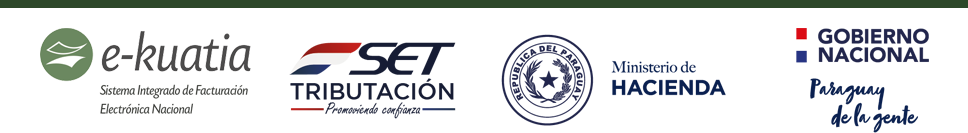 e-kuatia
Sistema Integrado de Facturación
Electrónica Nacional
SET
TRIBUTACIÓN
Promoviendo confianza
REPUBLICA DEL PARAGUAY
Ministerio de
HACIENDA
GOBIERNO
NACIONAL
Paraguay
de la gente